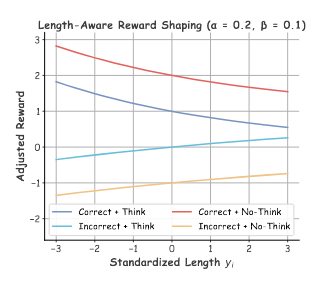 Length-Aware Reward Shaping (α = 0.2, β = 0.1)
3
2
1
0
−1
−2
Adjusted Reward
Correct + Think
Correct + No-Think
Incorrect + Think
Incorrect + No-Think
−3
−2
−1
0
1
2
3
Standardized Length yᵢ